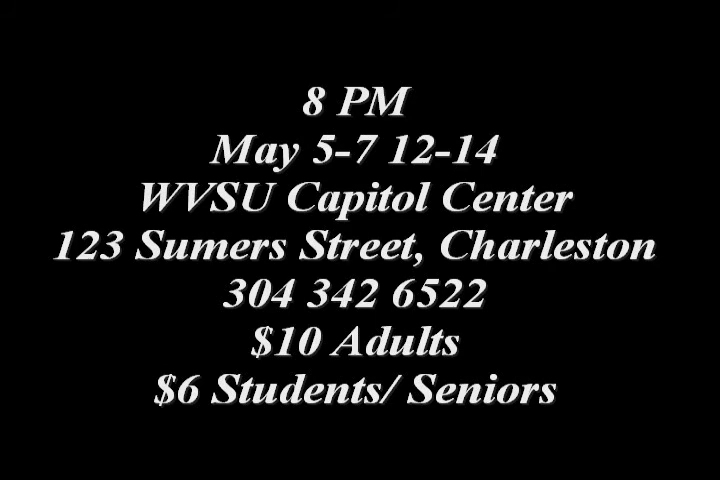 8 PM
May 5-7 12-14
WVSU Capitol Center
123 Sumers Street, Charleston
304 342 6522
$10 Adults
$6 Students/ Seniors